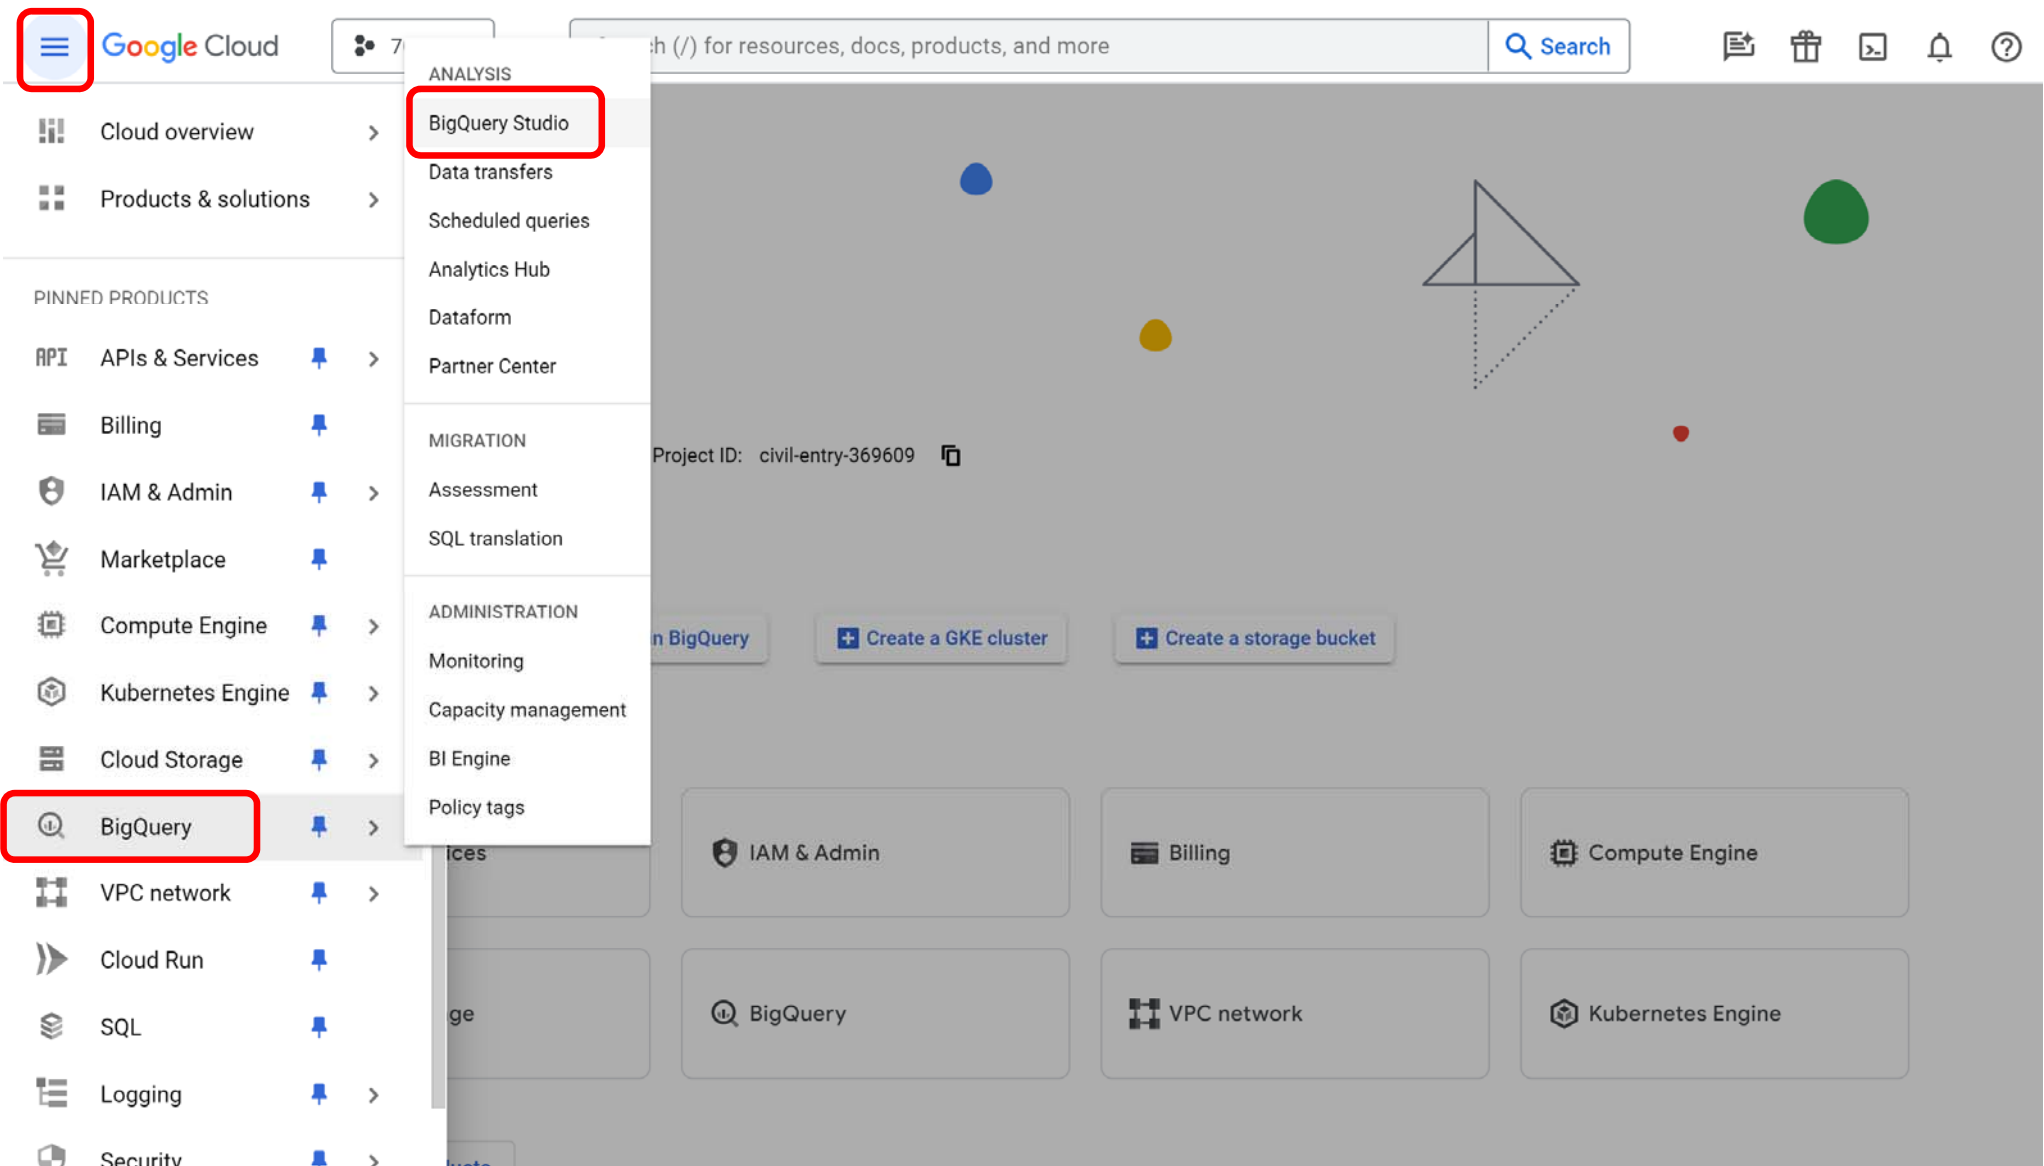 Google Cloud
7
h (/) for resources, docs, products, and more
Search
ANALYSIS
BigQuery Studio
Data transfers
Scheduled queries
Analytics Hub
Dataform
Partner Center
MIGRATION
Assessment
SQL translation
ADMINISTRATION
Monitoring
Capacity management
BI Engine
Policy tags
Cloud overview
Products & solutions
PINNED PRODUCTS
API APIs & Services
Billing
IAM & Admin
Marketplace
Compute Engine
Kubernetes Engine
Cloud Storage
BigQuery
VPC network
Cloud Run
SQL
Logging
Security
Project ID: civil-entry-369609
n BigQuery
Create a GKE cluster
Create a storage bucket
ices
IAM & Admin
Billing
Compute Engine
ge
BigQuery
VPC network
Kubernetes Engine